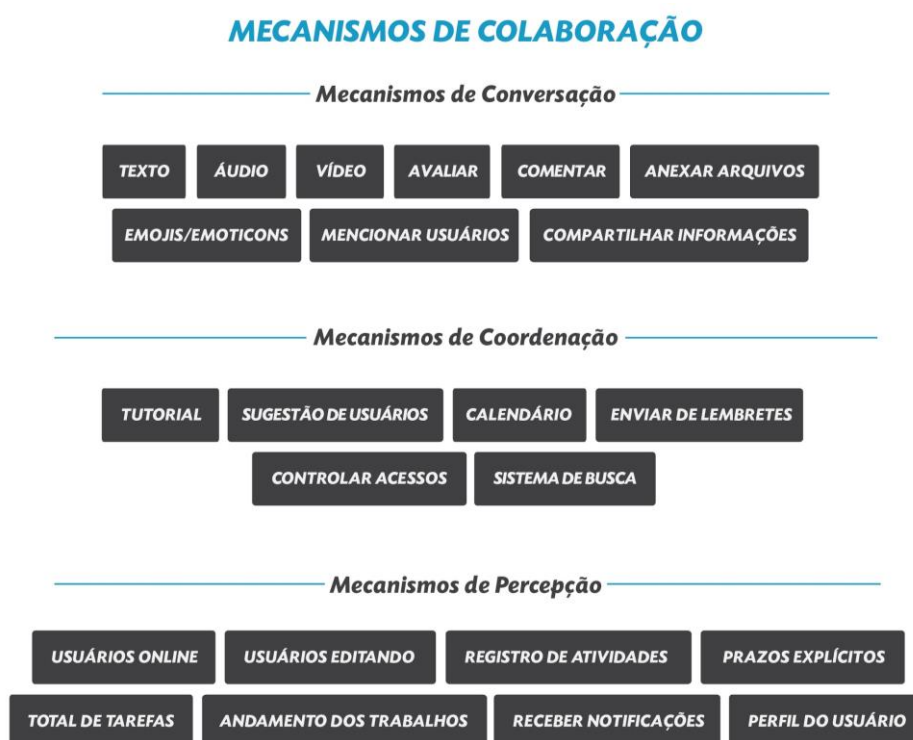 MECANISMOS DE COLABORAÇÃO
Mecanismos de Conversação
TEXTO ÁUDIO VÍDEO AVALIAR COMENTAR ANEXAR ARQUIVOS
EMOJIS/EMOTICONS MENCIONAR USUÁRIOS COMPARTILHAR INFORMAÇÕES
Mecanismos de Coordenação
TUTORIAL SUGESTÃO DE USUÁRIOS CALENDÁRIO ENVIAR DE LEMBRETES
CONTROLAR ACESSOS SISTEMA DE BUSCA
Mecanismos de Percepção
USUÁRIOS ONLINE USUÁRIOS EDITANDO REGISTRO DE ATIVIDADES PRAZOS EXPLÍCITOS
TOTAL DE TAREFAS ANDAMENTO DOS TRABALHOS RECEBER NOTIFICAÇÕES PERFIL DO USUÁRIO